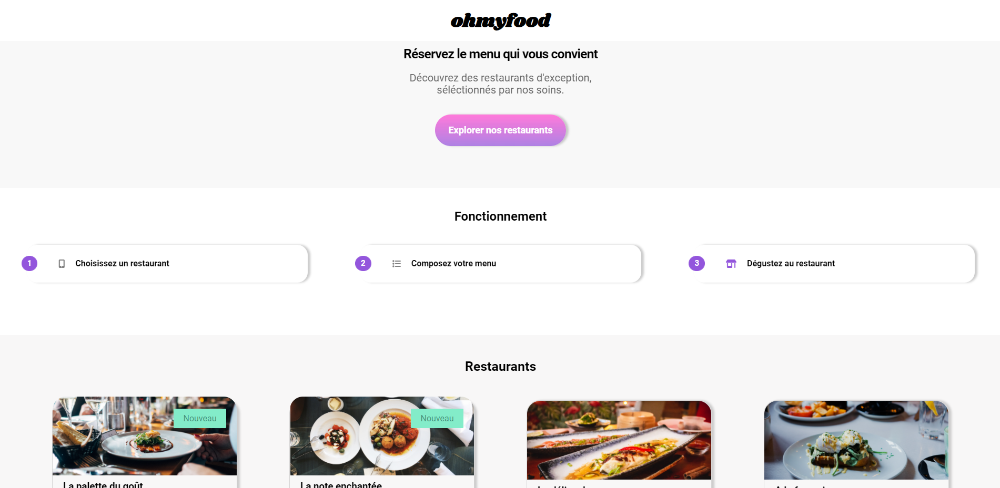 ohmyfood
Réservez le menu qui vous convient
Découvrez des restaurants d'exception,
séléctionnés par nos soins.
Explorer nos restaurants
Fonctionnement
1 Choisissez un restaurant
2 Composez votre menu
3 Dégustez au restaurant
Restaurants
Nouveau
Nouveau
La palette du goût
La note enchantée